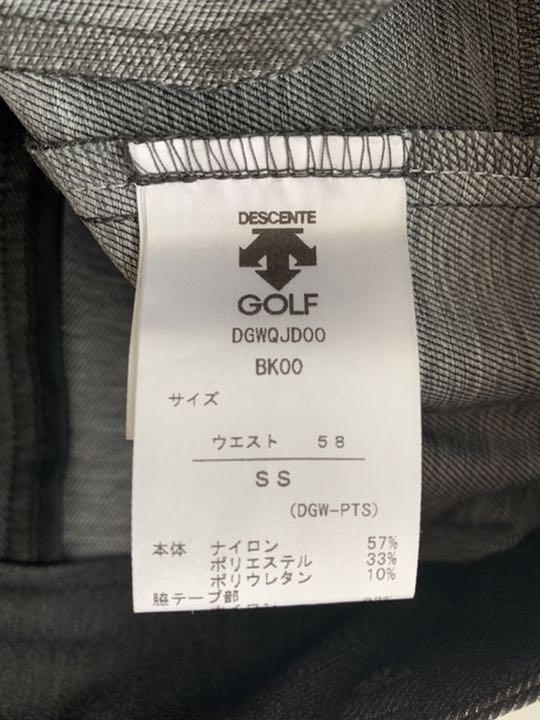 DESCENTE
GOLF
DGWQJD00
BK00
サイズ
ウエスト 58
SS
(DGW-PTS)
本体 ナイロン 57%
ポリエステル 33%
ポリウレタン 10%
脇テープ部